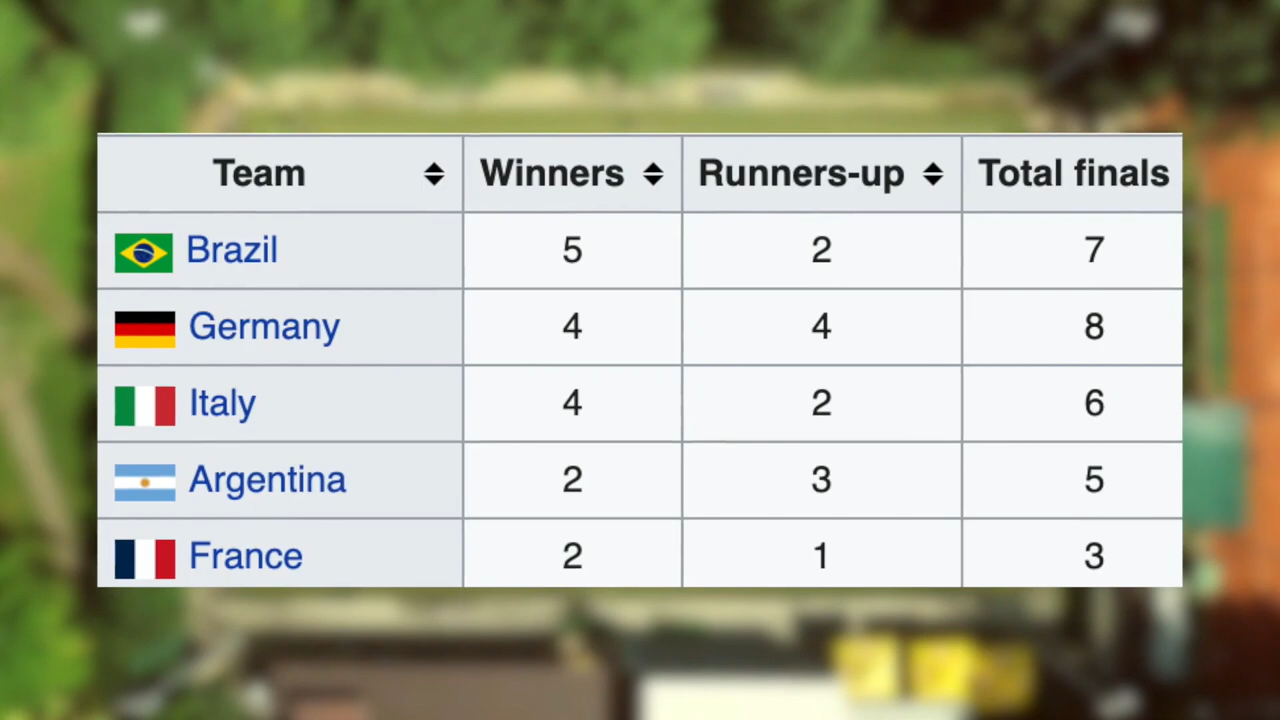 Team Winners Runners-up Total finals
Brazil 5 2 7
Germany 4 4 8
Italy 4 2 6
Argentina 2 3 5
France 2 1 3